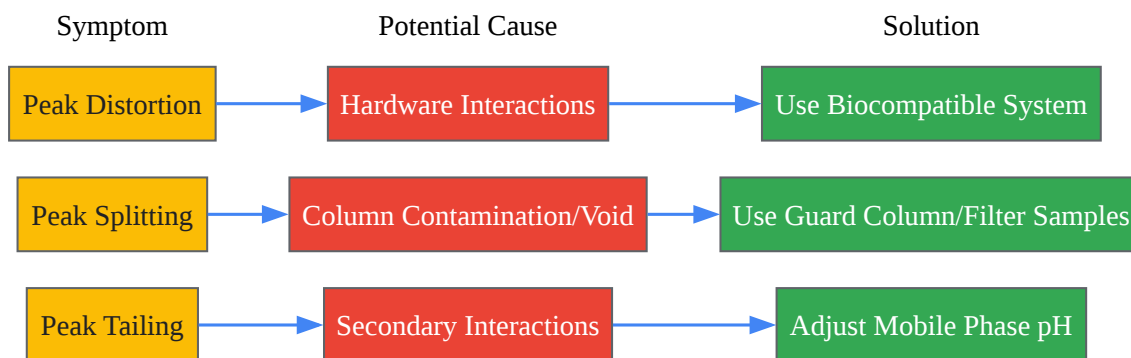 Symptom
Potential Cause
Solution
Peak Distortion
Hardware Interactions
Use Biocompatible System
Peak Splitting
Column Contamination/Void
Use Guard Column/Filter Samples
Peak Tailing
Secondary Interactions
Adjust Mobile Phase pH